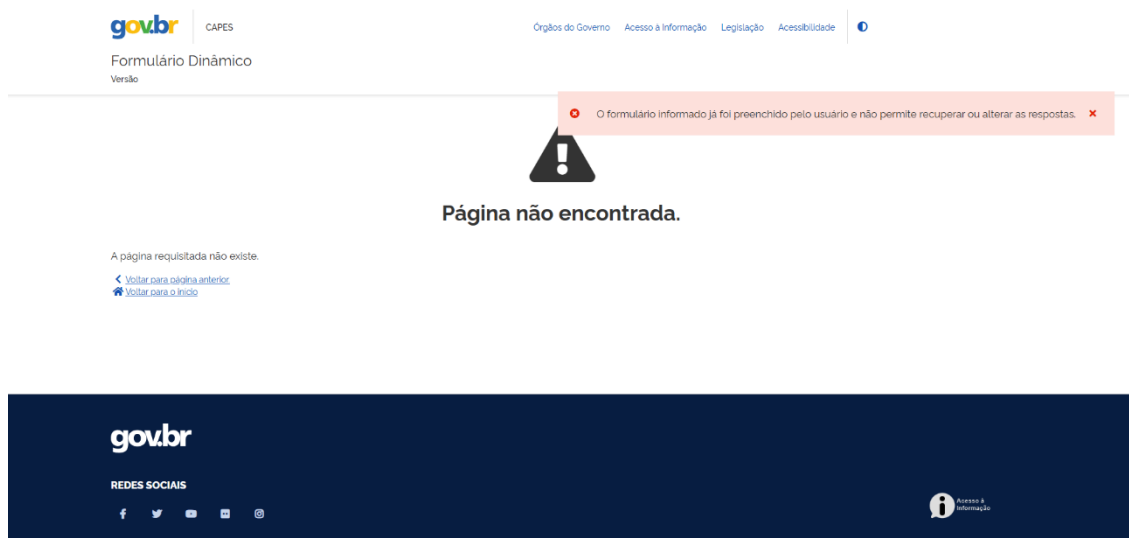 gov.br
CAPES
Órgãos do Governo Acesso à Informação Legislação Acessibilidade
Formulário Dinâmico
Versão
O formulário informado já foi preenchido pelo usuário e não permite recuperar ou alterar as respostas.
Página não encontrada.
A página requisitada não existe.
Voltar para página anterior
Voltar para o início
gov.br
REDES SOCIAIS
Acesso à
Informação